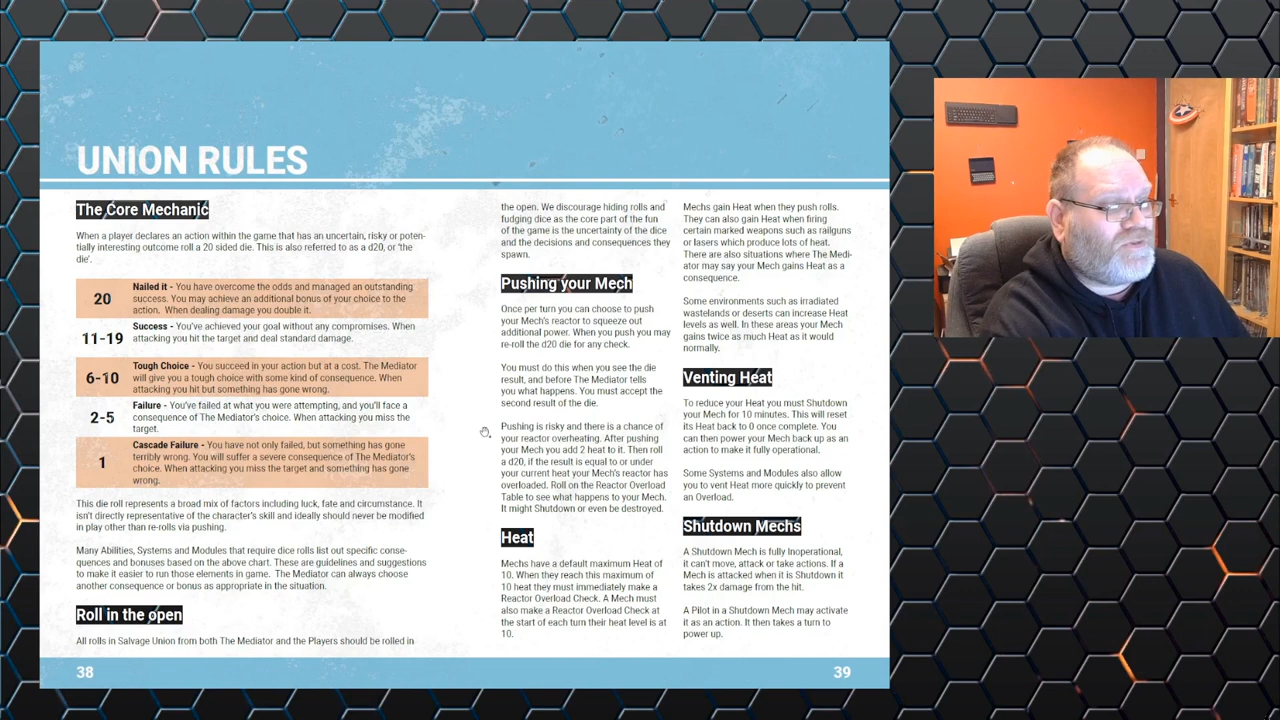 UNION RULES
The Core Mechanic
When a player declares an action within the game that has an uncertain, risky or poten-
tially interesting outcome roll a 20 sided die. This is also referred to as a d20, or 'the
die'.
20
Nailed it - You have overcome the odds and managed an outstanding
success. You may achieve an additional bonus of your choice to the
action. When dealing damage you double it.
11-19
Success - You've achieved your goal without any compromises. When
attacking you hit the target and deal standard damage.
6-10
Tough Choice - You succeed in your action but at a cost. The Mediator
will give you a tough choice with some kind of consequence. When
attacking you hit but something has gone wrong.
2-5
Failure - You've failed at what you were attempting, and you'll face a
consequence of The Mediator's choice. When attacking you miss the
target.
1
Cascade Failure - You have not only failed, but something has gone
terribly wrong. You will suffer a severe consequence of The Mediator's
choice. When attacking you miss the target and something has gone
wrong.
This die roll represents a broad mix of factors including luck, fate and circumstance. It
isn't directly representative of the character's skill and ideally should never be modified
in play other than re-rolls via pushing.
Many Abilities, Systems and Modules that require dice rolls list out specific conse-
quences and bonuses based on the above chart. These are guidelines and suggestions
to make it easier to run those elements in game. The Mediator can always choose
another consequence or bonus as appropriate in the situation.
Roll in the open
All rolls in Salvage Union from both The Mediator and the Players should be rolled in
38
the open. We discourage hiding rolls and
fudging dice as the core part of the fun
of the game is the uncertainty of the dice
and the decisions and consequences they
spawn.
Pushing your Mech
Once per turn you can choose to push
your Mech's reactor to squeeze out
additional power. When you push you may
re-roll the d20 die for any check.
You must do this when you see the die
result, and before The Mediator tells
you what happens. You must accept the
second result of the die.
Pushing is risky and there is a chance of
your reactor overheating. After pushing
your Mech you add 2 heat to it. Then roll
a d20, if the result is equal to or under
your current heat your Mech's reactor has
overloaded. Roll on the Reactor Overload
Table to see what happens to your Mech.
It might Shutdown or even be destroyed.
Heat
Mechs have a default maximum Heat of
10. When they reach this maximum of
10 heat they must immediately make a
Reactor Overload Check. A Mech must
also make a Reactor Overload Check at
the start of each turn their heat level is at
10.
Mechs gain Heat when they push rolls.
They can also gain Heat when firing
certain marked weapons such as railguns
or lasers which produce lots of heat.
There are also situations where The Medi-
ator may say your Mech gains Heat as a
consequence.
Some environments such as irradiated
wastelands or deserts can increase Heat
levels as well. In these areas your Mech
gains twice as much Heat as it would
normally.
Venting Heat
To reduce your Heat you must Shutdown
your Mech for 10 minutes. This will reset
its Heat back to 0 once complete. You
can then power your Mech back up as an
action to make it fully operational.
Some Systems and Modules also allow
you to vent Heat more quickly to prevent
an Overload.
Shutdown Mechs
A Shutdown Mech is fully Inoperational,
it can't move, attack or take actions. If a
Mech is attacked when it is Shutdown it
takes 2x damage from the hit.
A Pilot in a Shutdown Mech may activate
it as an action. It then takes a turn to
power up.
39